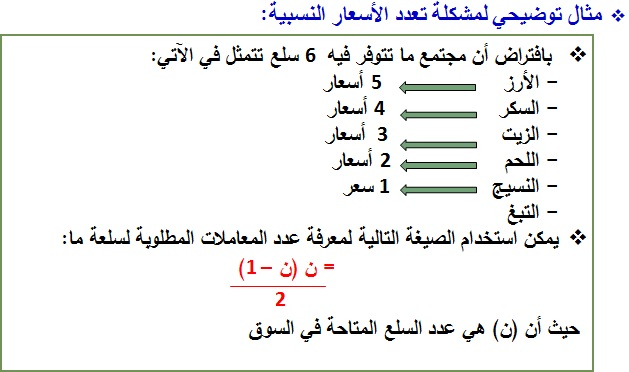 ❖ مثال توضيحي لمشكلة تعدد الأسعار النسبية:
❖ بافتراض أن مجتمع ما تتوفر فيه 6 سلع تتمثل في الآتي:
– الأرز 5 أسعار
– السكر 4 أسعار
– الزيت 3 أسعار
– اللحم 2 أسعار
– النسيج 1 سعر
– التبغ
❖ يمكن استخدام الصيغة التالية لمعرفة عدد المعاملات المطلوبة لسلعة ما:
= ن (ن – 1)
2
حيث أن (ن) هي عدد السلع المتاحة في السوق